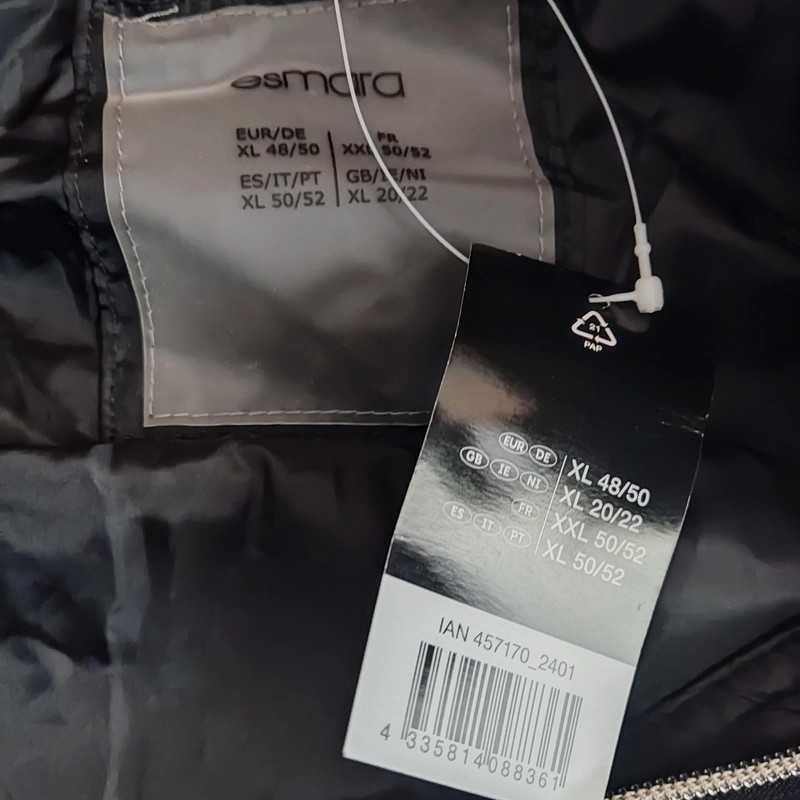 esmara
EUR/DE
XL 48/50
FR
XXL 50/52
ES/IT/PT
XL 50/52
GB/IE/NI
XL 20/22
21
PAP
EUR DE XL 48/50
GB IE NI XL 20/22
FR XXL 50/52
ES IT PT XL 50/52
IAN 457170_2401
4 335814 088361